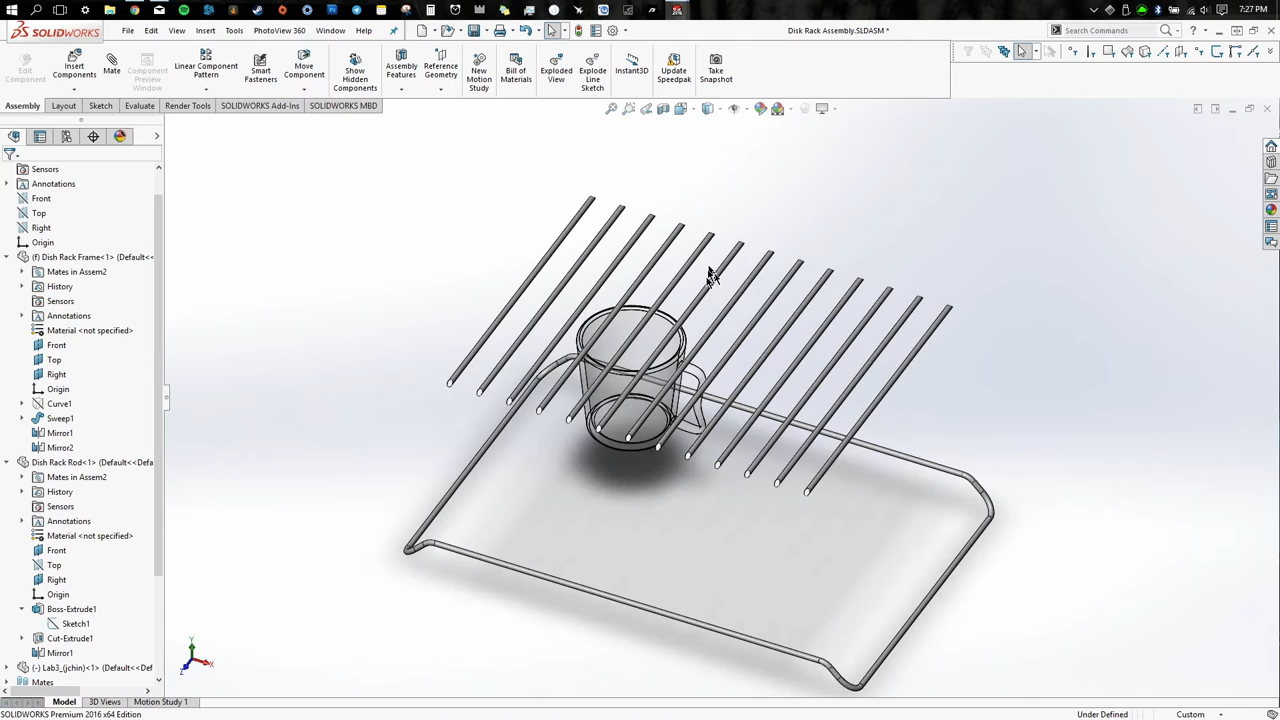 7:27 PM
SOLIDWORKS
File Edit View Insert Tools PhotoView 360 Window Help
Disk Rack Assembly.SLDASM *
Search Commands
Edit Component
Insert Components
Mate
Component Preview Window
Linear Component Pattern
Smart Fasteners
Move Component
Show Hidden Components
Assembly Features
Reference Geometry
New Motion Study
Bill of Materials
Exploded View
Explode Line Sketch
Instant3D
Update Speedpak
Take Snapshot
Assembly Layout Sketch Evaluate Render Tools SOLIDWORKS Add-Ins SOLIDWORKS MBD
Sensors
Annotations
Front
Top
Right
Origin
(f) Dish Rack Frame<1> (Default<<
Mates in Assem2
History
Sensors
Annotations
Material <not specified>
Front
Top
Right
Origin
Curve1
Sweep1
Mirror1
Mirror2
Dish Rack Rod<1> (Default<<Defa
Mates in Assem2
History
Sensors
Annotations
Material <not specified>
Front
Top
Right
Origin
Boss-Extrude1
Sketch1
Cut-Extrude1
Mirror1
(-) Lab3_(jchin)<1> (Default<<Def
Mates
Y
X
Z
Model 3D Views Motion Study 1
SOLIDWORKS Premium 2016 x64 Edition
Under Defined
Custom